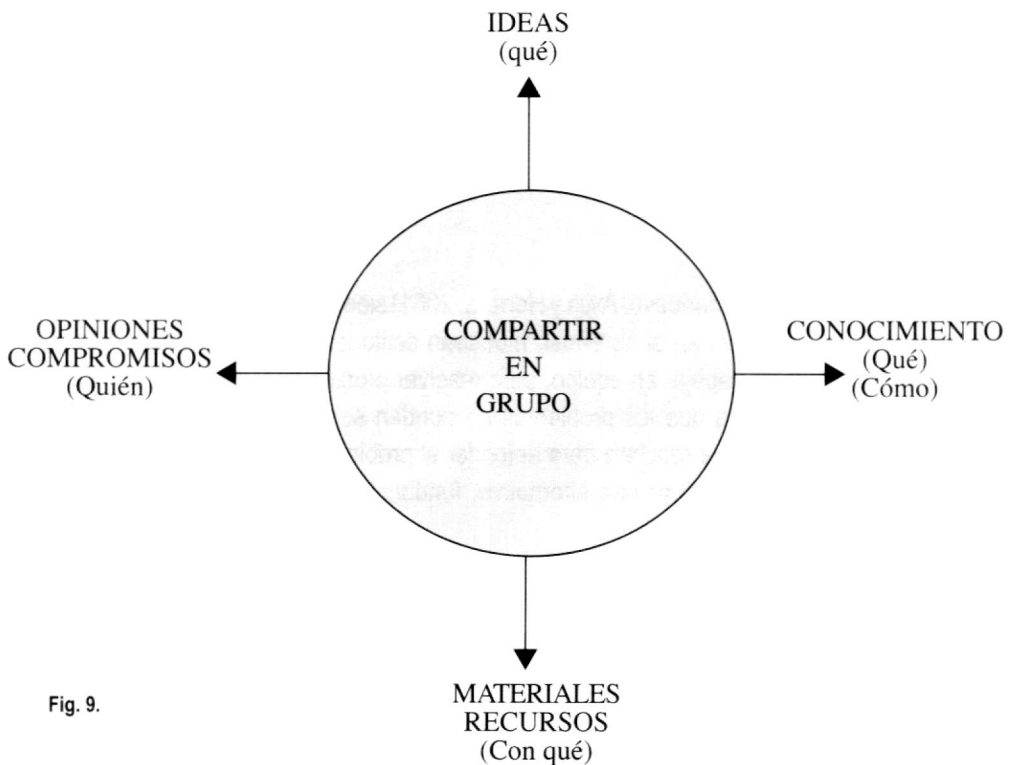 IDEAS
(qué)
OPINIONES
COMPROMISOS
(Quién)
COMPARTIR
EN
GRUPO
CONOCIMIENTO
(Qué)
(Cómo)
MATERIALES
RECURSOS
(Con qué)
Fig. 9.